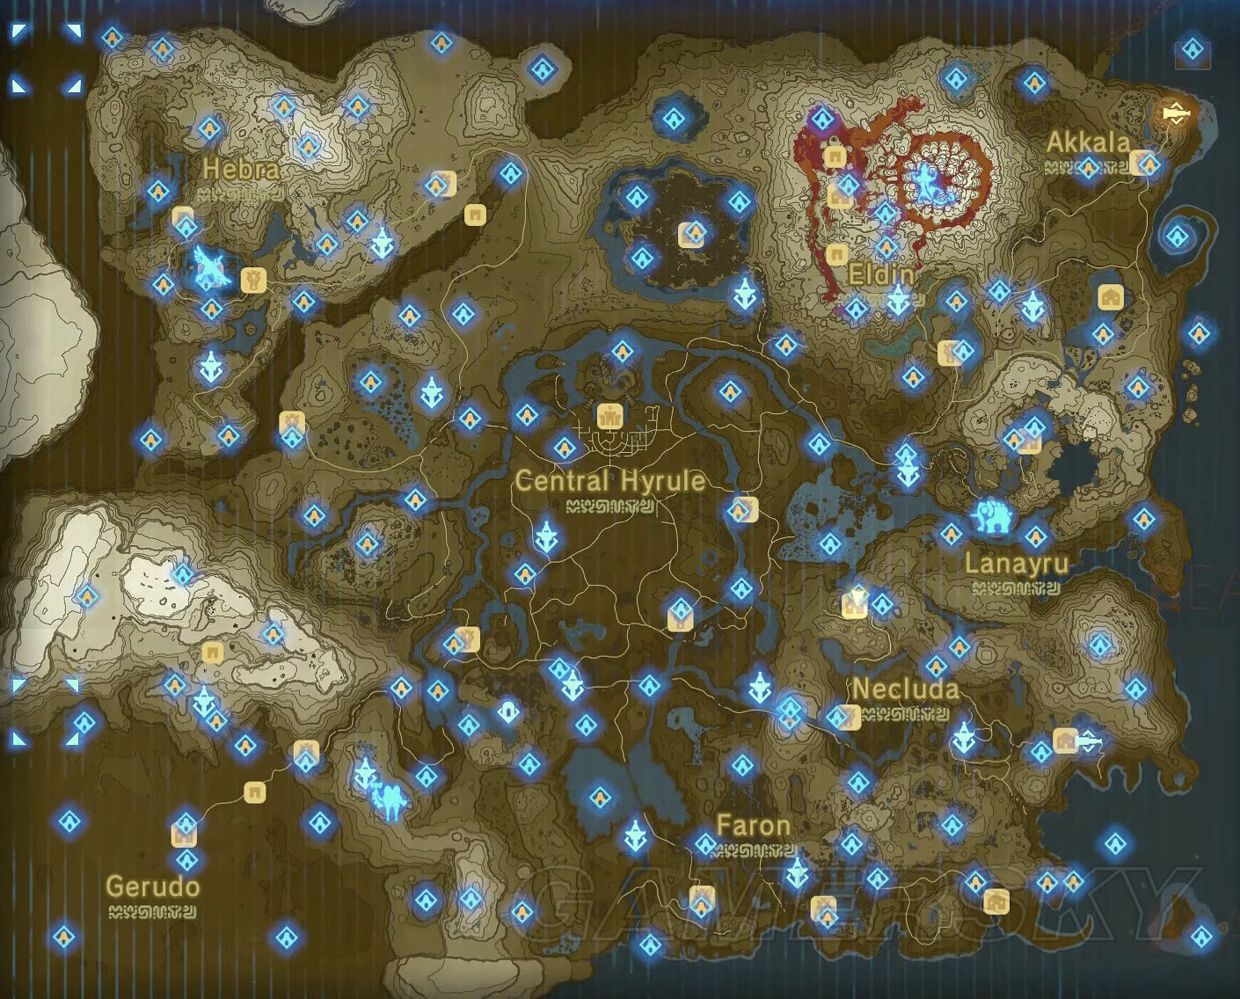 Hebra
Akkala
Eldin
Central Hyrule
Lanayru
Necluda
Faron
Gerudo
GAMERSKY